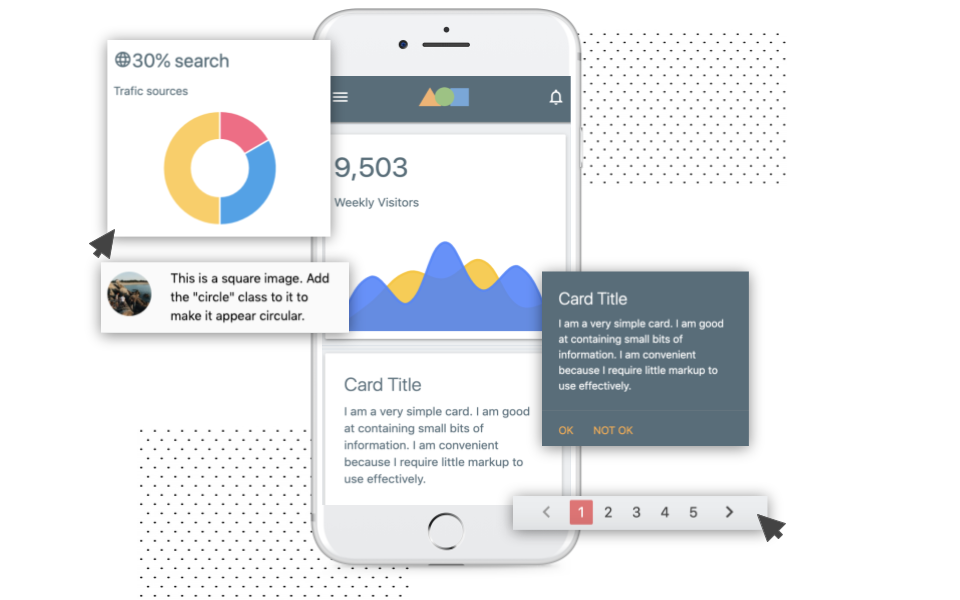 30% search
Trafic sources
9,503
Weekly Visitors
This is a square image. Add
the "circle" class to it to
make it appear circular.
Card Title
I am a very simple card. I am good
at containing small bits of
information. I am convenient
because I require little markup to
use effectively.
OK NOT OK
Card Title
I am a very simple card. I am good
at containing small bits of
information. I am convenient
because I require little markup to
use effectively.
1 2 3 4 5